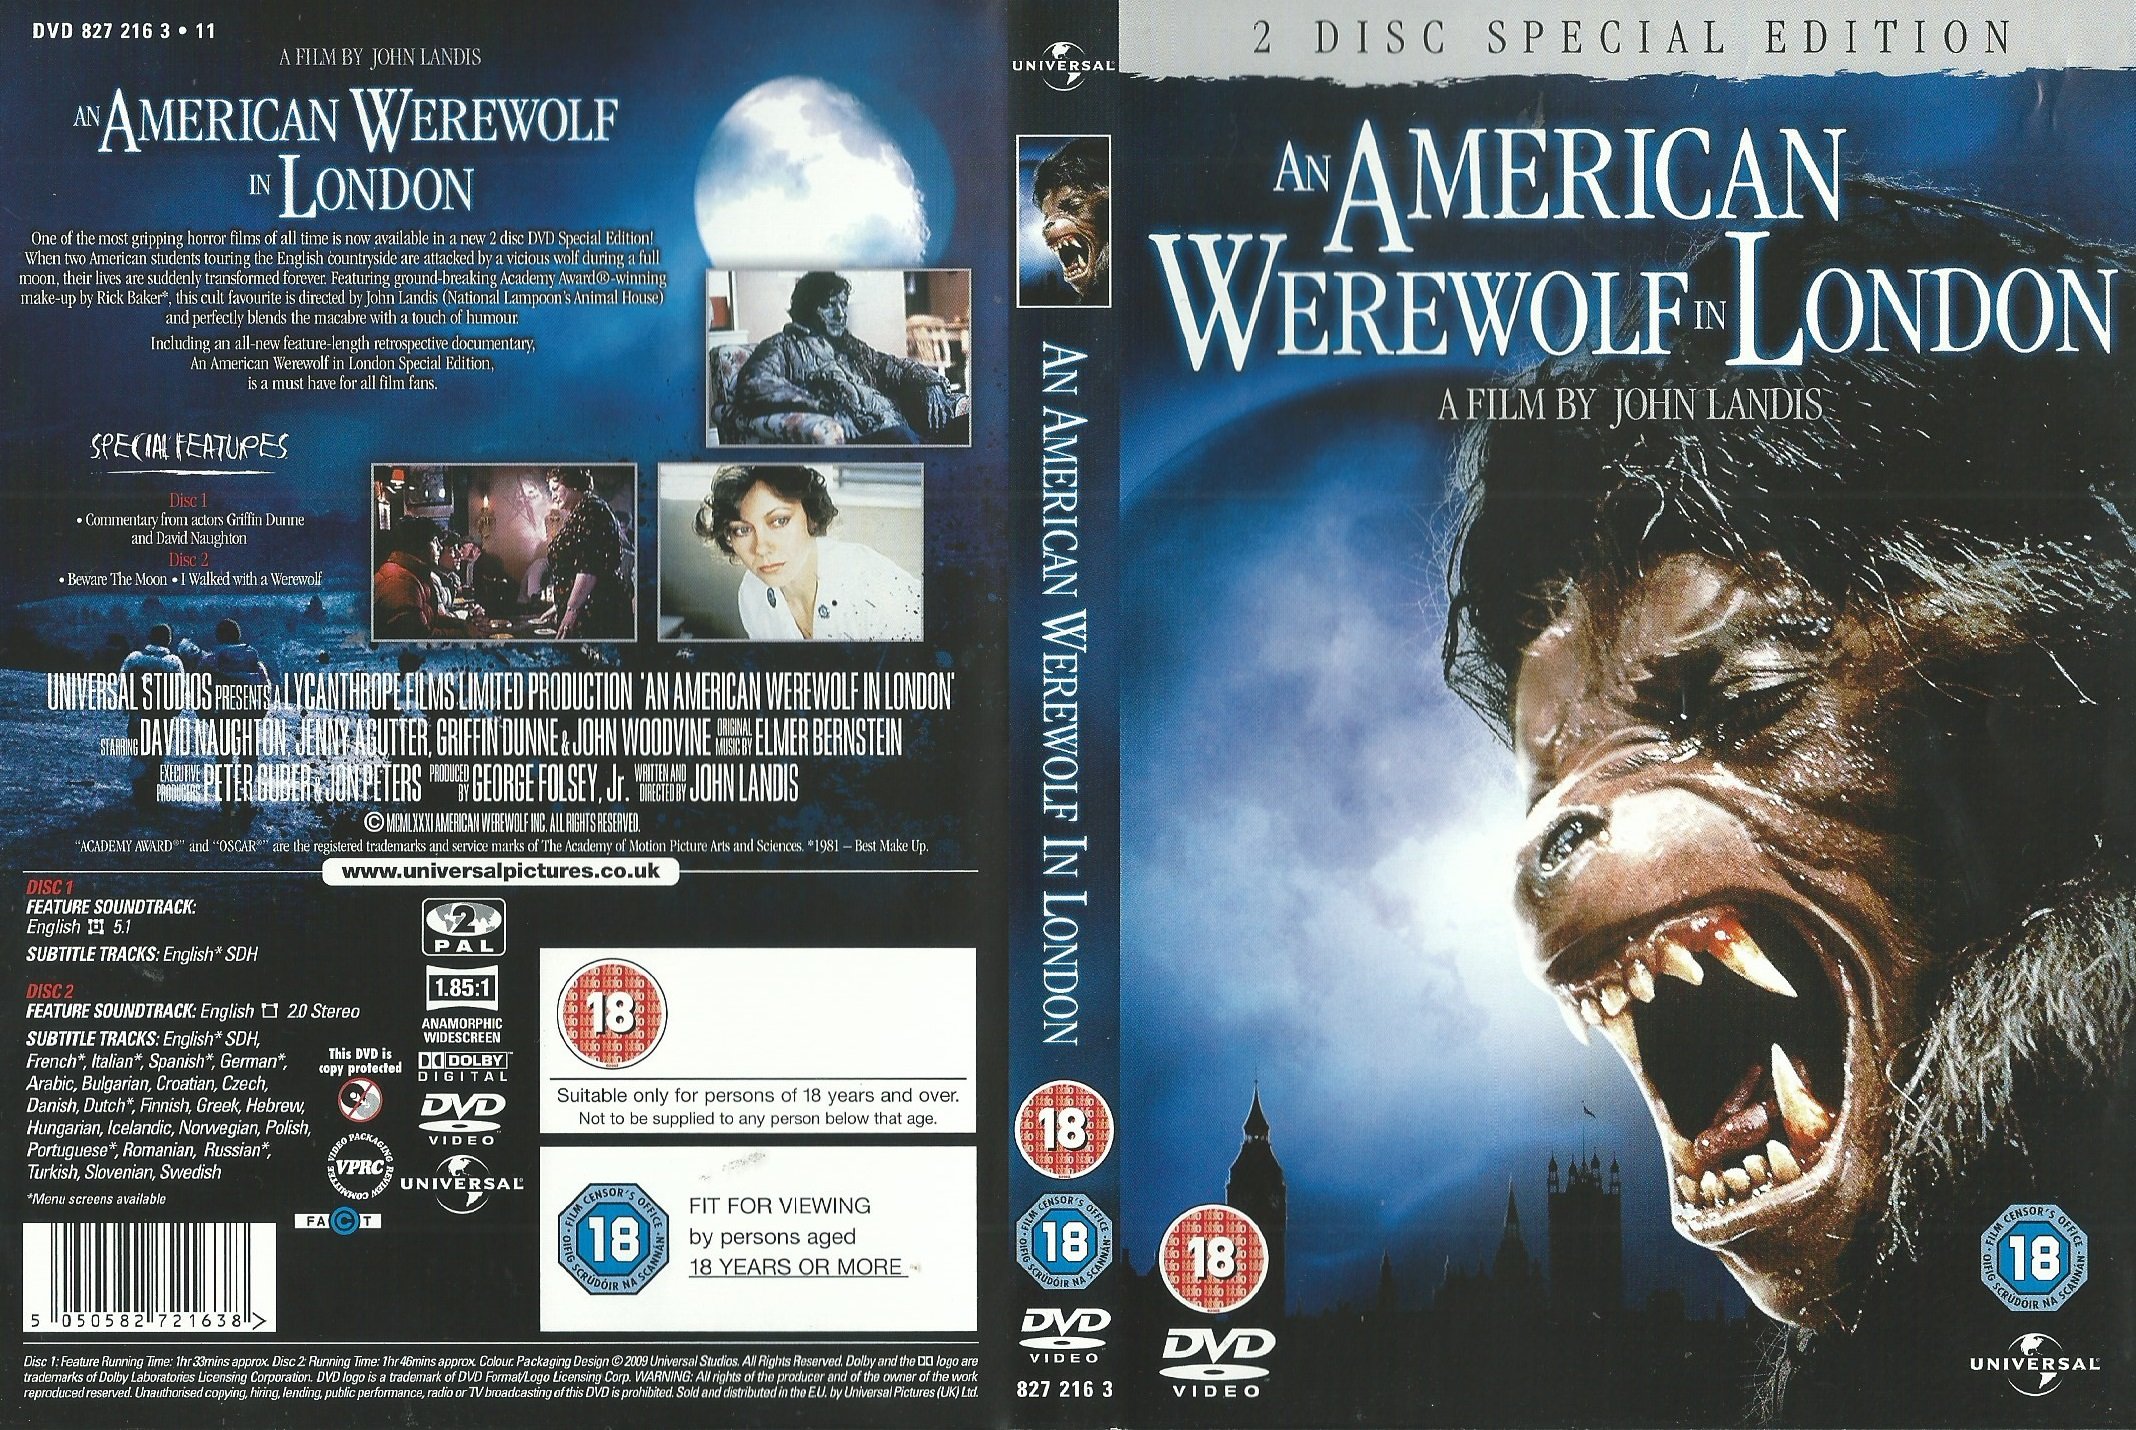 DVD 827 216 3 • 11
A FILM BY JOHN LANDIS
AN AMERICAN WEREWOLF
IN LONDON
One of the most gripping horror films of all time is now available in a new 2 disc DVD Special Edition!
When two American students touring the English countryside are attacked by a vicious wolf during a full
moon, their lives are suddenly transformed forever. Featuring ground-breaking Academy Award®-winning
make-up by Rick Baker*, this cult favourite is directed by John Landis (National Lampoon's Animal House)
and perfectly blends the macabre with a touch of humour.
Including an all-new feature-length retrospective documentary,
An American Werewolf in London Special Edition,
is a must have for all film fans.
SPECIAL FEATURES
Disc 1
• Commentary from actors Griffin Dunne
and David Naughton
Disc 2
• Beware The Moon • I Walked with a Werewolf
UNIVERSAL STUDIOS PRESENTS A LYCANTHROPE FILMS LIMITED PRODUCTION 'AN AMERICAN WEREWOLF IN LONDON'
STARRING DAVID NAUGHTON, JENNY AGUTTER, GRIFFIN DUNNE & JOHN WOODVINE ORIGINAL MUSIC BY ELMER BERNSTEIN
EXECUTIVE PRODUCERS PETER GUBER & JON PETERS PRODUCED BY GEORGE FOLSEY, Jr. WRITTEN AND DIRECTED BY JOHN LANDIS
© MCMLXXXI AMERICAN WEREWOLF INC. ALL RIGHTS RESERVED.
"ACADEMY AWARD®" and "OSCAR®" are the registered trademarks and service marks of The Academy of Motion Picture Arts and Sciences. *1981 – Best Make Up.
www.universalpictures.co.uk
DISC 1
FEATURE SOUNDTRACK:
English 5.1
SUBTITLE TRACKS: English* SDH
DISC 2
FEATURE SOUNDTRACK: English 2.0 Stereo
SUBTITLE TRACKS: English* SDH,
French*, Italian*, Spanish*, German*,
Arabic, Bulgarian, Croatian, Czech,
Danish, Dutch*, Finnish, Greek, Hebrew,
Hungarian, Icelandic, Norwegian, Polish,
Portuguese*, Romanian, Russian*,
Turkish, Slovenian, Swedish
*Menu screens available
This DVD is
copy protected
VIDEO PACKAGING REVIEW COMMITTEE
VPRC
FACT
2
PAL
1.85:1
ANAMORPHIC
WIDESCREEN
DOLBY
DIGITAL
DVD
VIDEO
UNIVERSAL
18
Suitable only for persons of 18 years and over.
Not to be supplied to any person below that age.
FILM CENSOR'S OFFICE
18
OIFIG SCRÚDÓIR NA SCANNÁN
FIT FOR VIEWING
by persons aged
18 YEARS OR MORE
5 050582 721638 >
Disc 1: Feature Running Time: 1hr 33mins approx. Disc 2: Running Time: 1hr 46mins approx. Colour. Packaging Design © 2009 Universal Studios. All Rights Reserved. Dolby and the DD logo are
trademarks of Dolby Laboratories Licensing Corporation. DVD logo is a trademark of DVD Format/Logo Licensing Corp. WARNING: All rights of the producer and of the owner of the work
reproduced reserved. Unauthorised copying, hiring, lending, public performance, radio or TV broadcasting of this DVD is prohibited. Sold and distributed in the E.U. by Universal Pictures (UK) Ltd.
UNIVERSAL
AN AMERICAN WEREWOLF IN LONDON
18
FILM CENSOR'S OFFICE
18
OIFIG SCRÚDÓIR NA SCANNÁN
DVD
VIDEO
827 216 3
2 DISC SPECIAL EDITION
AN AMERICAN
WEREWOLF IN LONDON
A FILM BY JOHN LANDIS
18
DVD
VIDEO
FILM CENSOR'S OFFICE
18
OIFIG SCRÚDÓIR NA SCANNÁN
UNIVERSAL